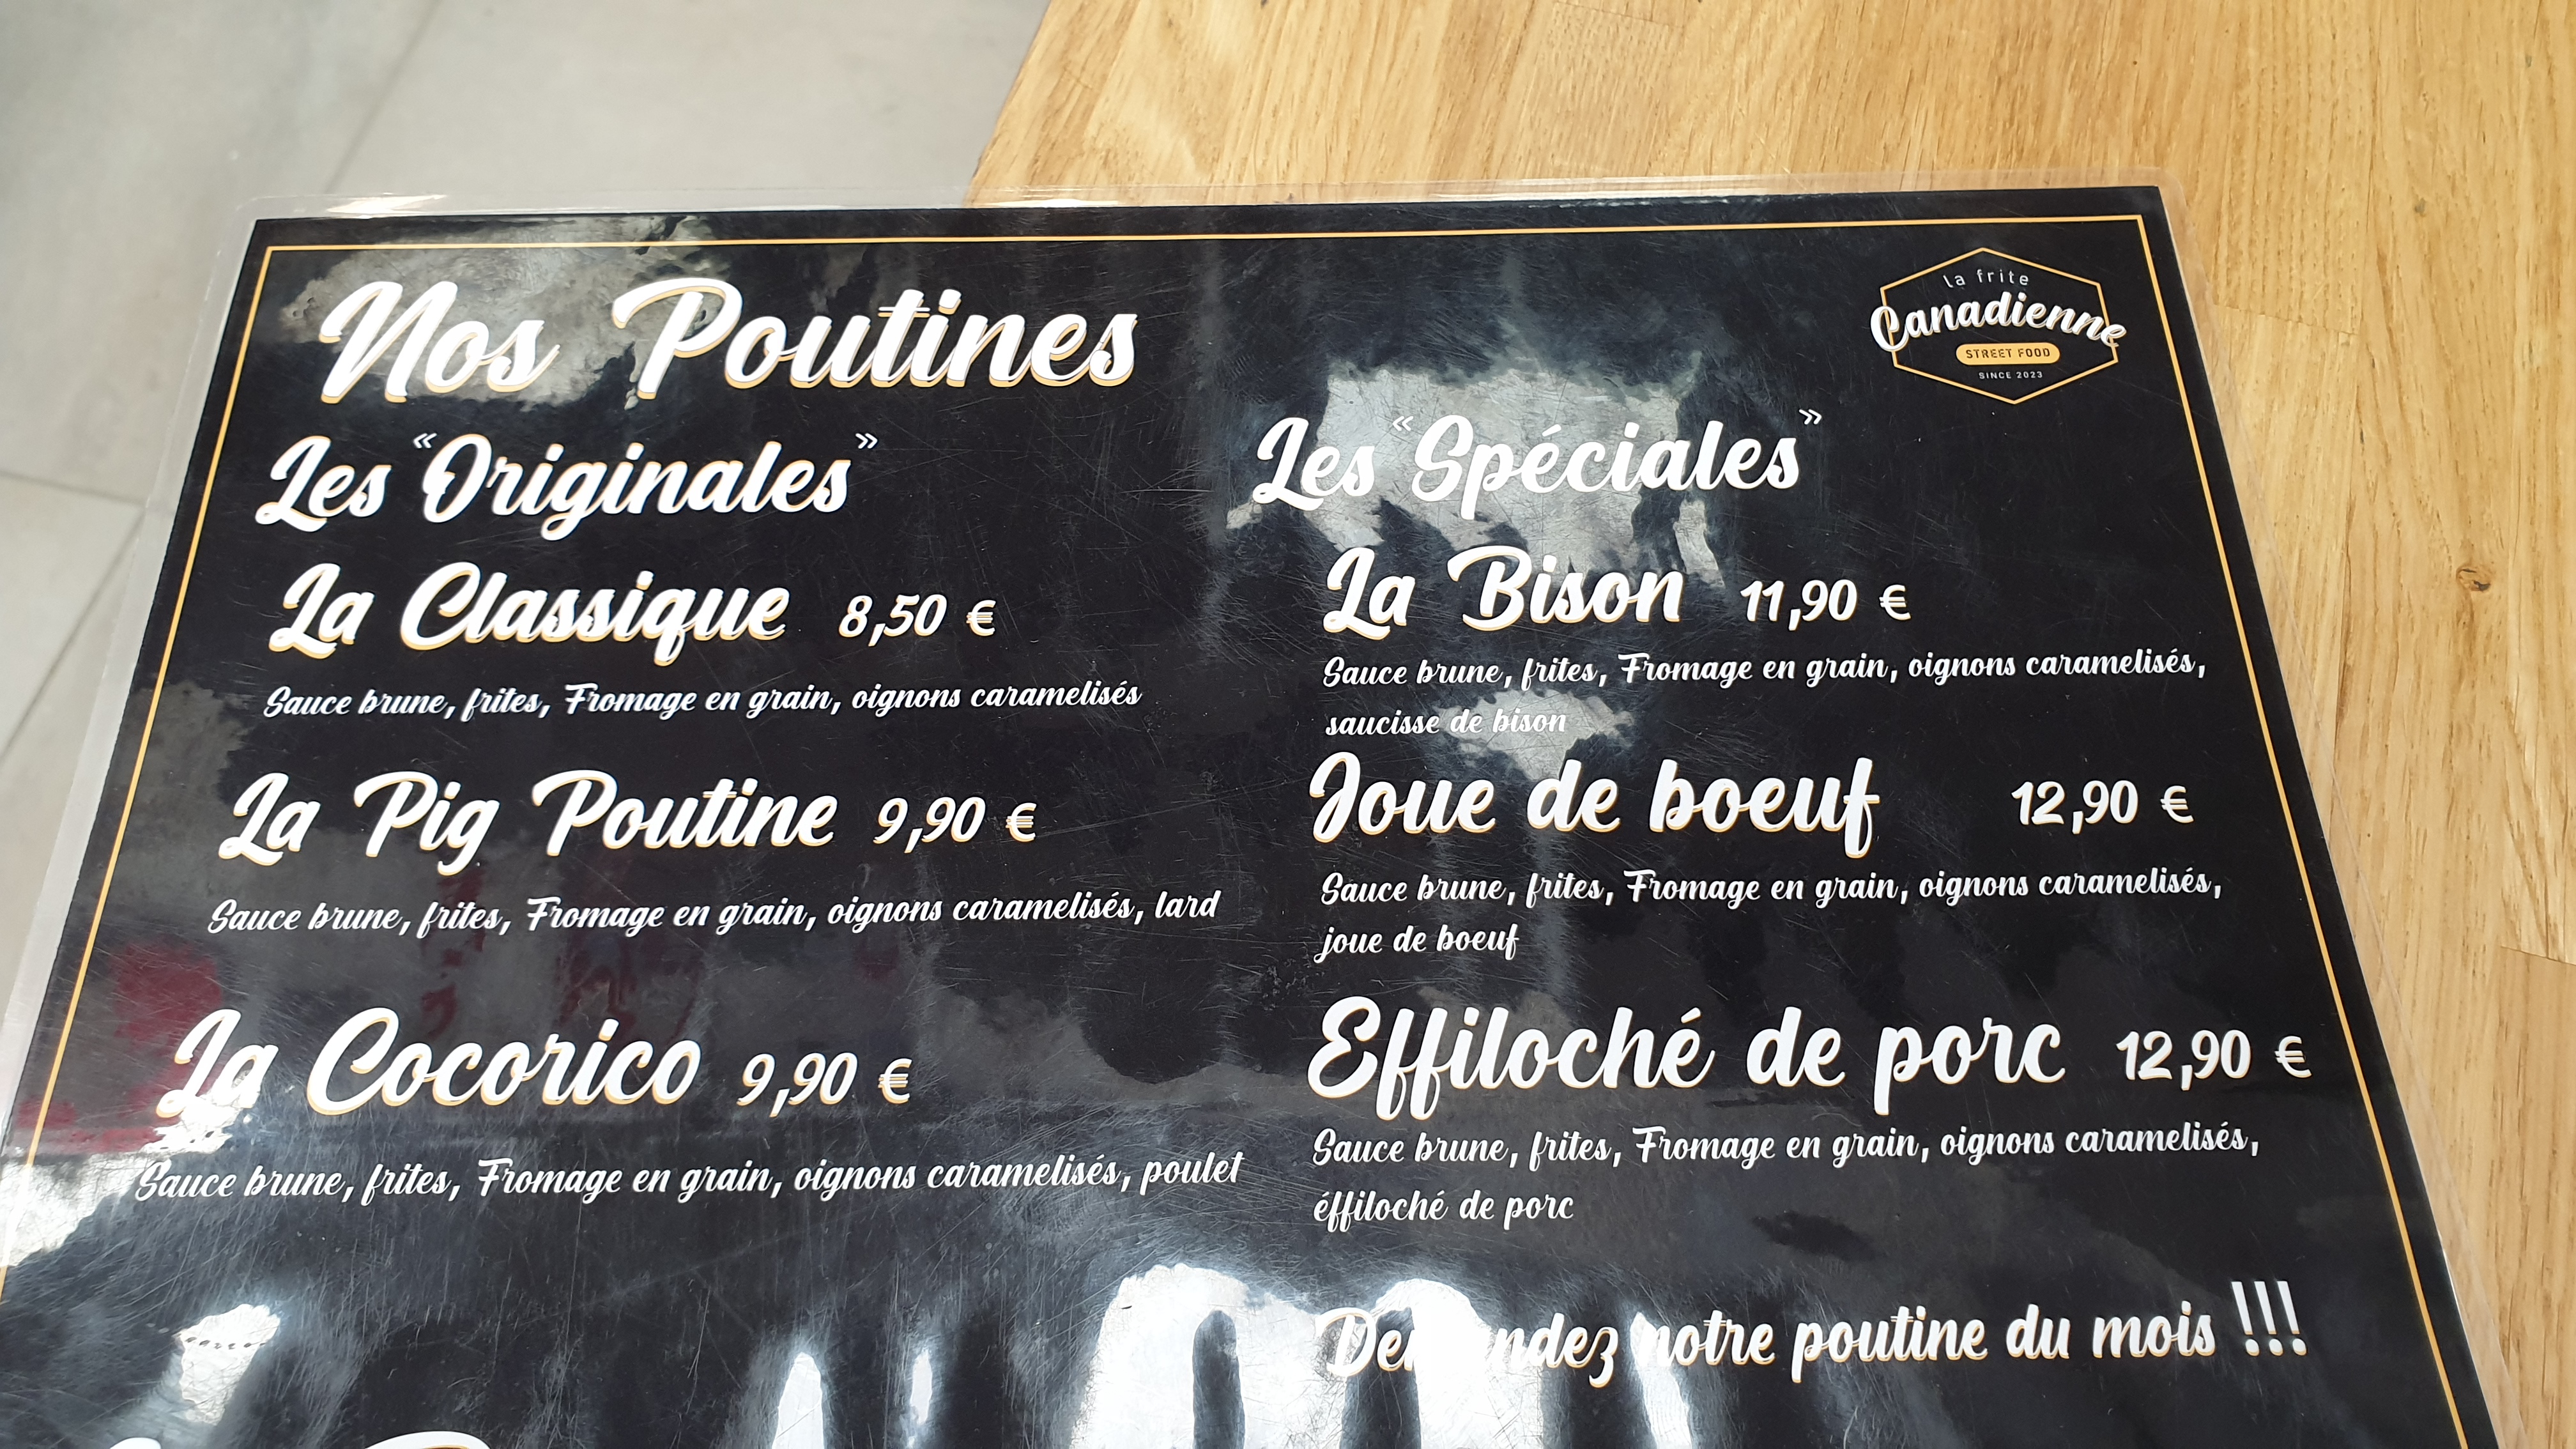 la frite
Canadienne
STREET FOOD
SINCE 2023
Nos Poutines
Les "Originales"
La Classique 8,50 €
Sauce brune, frites, Fromage en grain, oignons caramelisés
La Pig Poutine 9,90 €
Sauce brune, frites, Fromage en grain, oignons caramelisés, lard
La Cocorico 9,90 €
Sauce brune, frites, Fromage en grain, oignons caramelisés, poulet
Les "Spéciales"
La Bison 11,90 €
Sauce brune, frites, Fromage en grain, oignons caramelisés,
saucisse de bison
Joue de boeuf 12,90 €
Sauce brune, frites, Fromage en grain, oignons caramelisés,
joue de boeuf
Effiloché de porc 12,90 €
Sauce brune, frites, Fromage en grain, oignons caramelisés,
éffiloché de porc
Demandez notre poutine du mois !!!